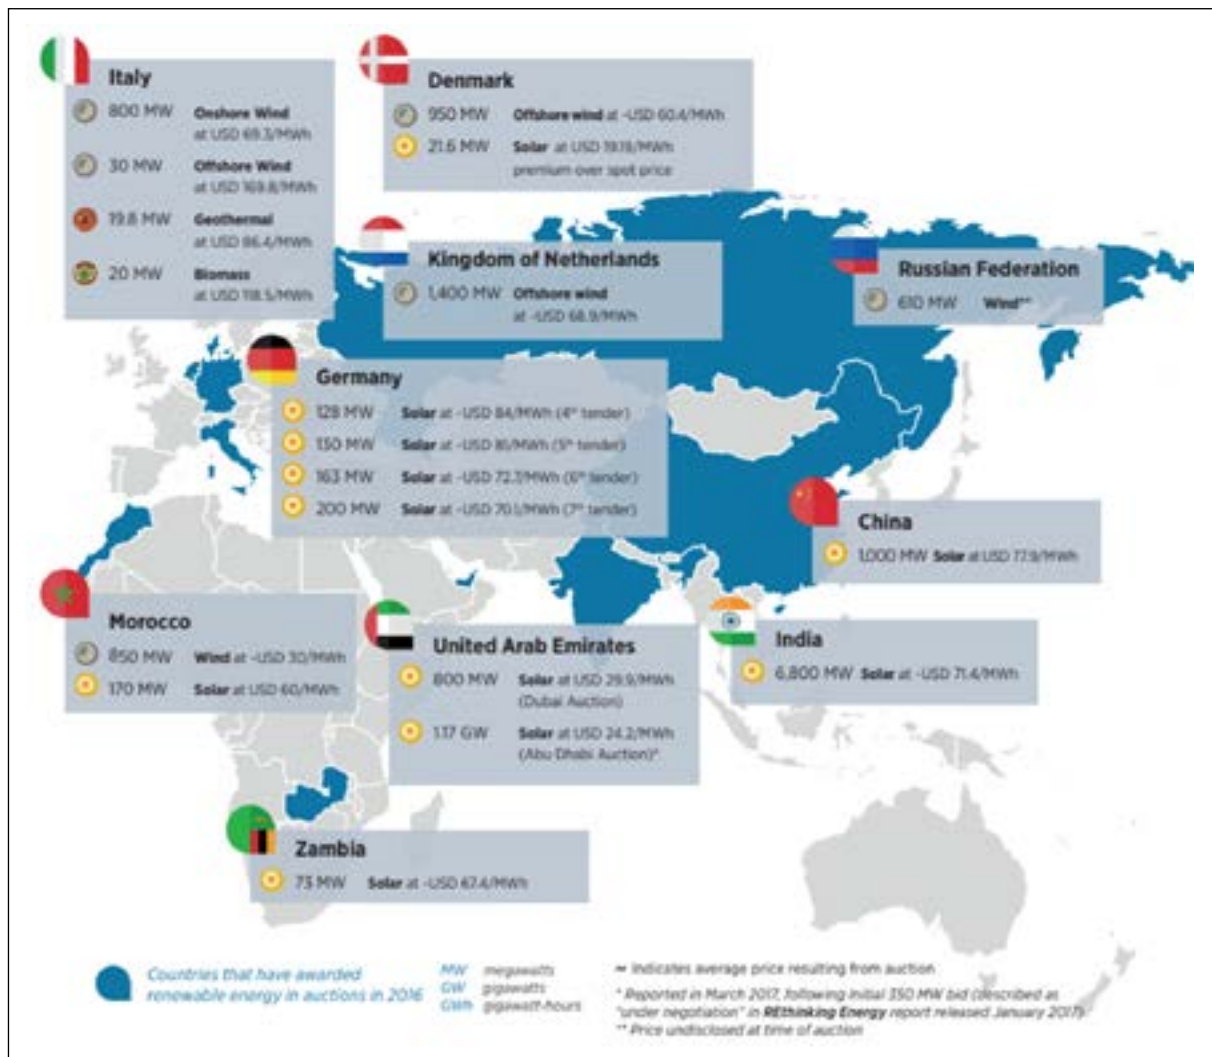 Italy
800 MW Onshore Wind
at USD 69.3/MWh
30 MW Offshore Wind
at USD 169.8/MWh
19.8 MW Geothermal
at USD 86.4/MWh
20 MW Biomass
at USD 118.5/MWh
Denmark
950 MW Offshore wind at ~USD 60.4/MWh
21.6 MW Solar at USD 19.19/MWh
premium over spot price
Kingdom of Netherlands
1,400 MW Offshore wind
at ~USD 68.9/MWh
Russian Federation
610 MW Wind**
Germany
128 MW Solar at ~USD 84/MWh (4th tender)
130 MW Solar at ~USD 81/MWh (5th tender)
163 MW Solar at ~USD 72.7/MWh (6th tender)
200 MW Solar at ~USD 70.1/MWh (7th tender)
China
1,000 MW Solar at USD 77.9/MWh
Morocco
850 MW Wind at ~USD 30/MWh
170 MW Solar at USD 60/MWh
United Arab Emirates
800 MW Solar at USD 29.9/MWh
(Dubai Auction)
1.17 GW Solar at USD 24.2/MWh
(Abu Dhabi Auction)*
India
6,800 MW Solar at ~USD 71.4/MWh
Zambia
73 MW Solar at ~USD 67.4/MWh
Countries that have awarded
renewable energy in auctions in 2016
MW megawatts
GW gigawatts
GWh gigawatt-hours
~ Indicates average price resulting from auction
* Reported in March 2017, following initial 350 MW bid (described as
"under negotiation" in REthinking Energy report released January 2017)
** Price undisclosed at time of auction